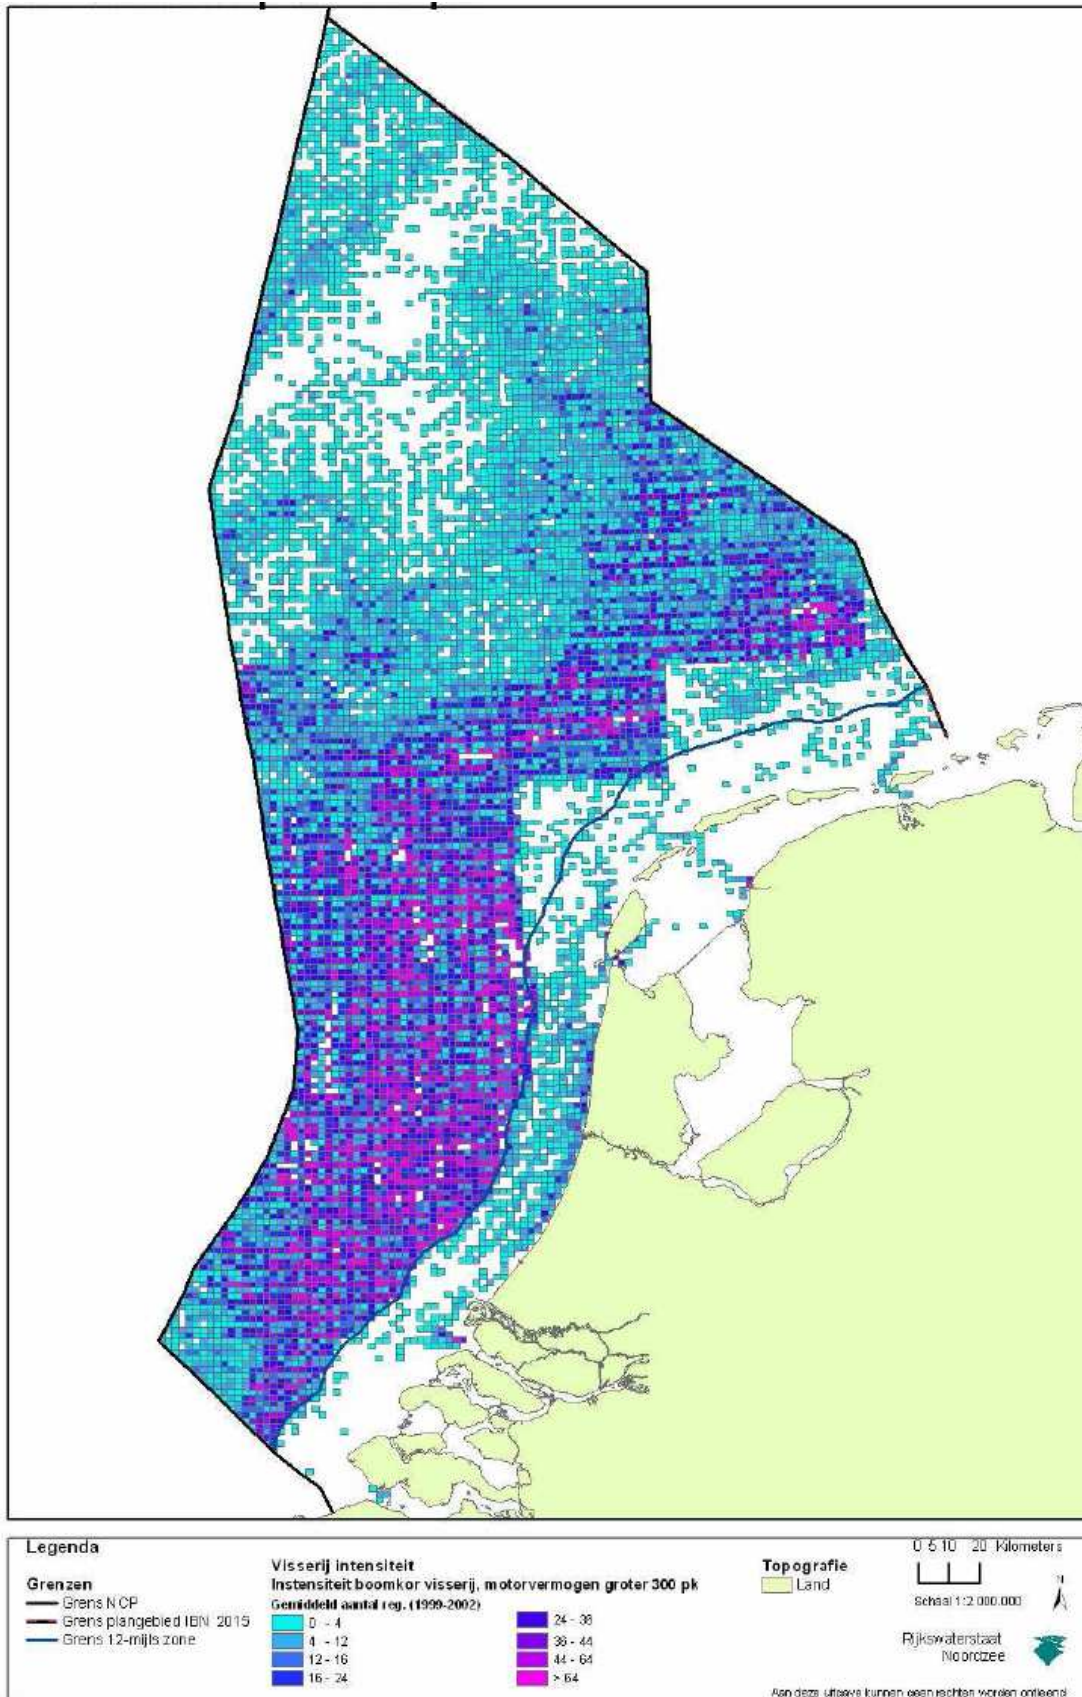 Legenda
Grenzen
Grens NCP
Grens plangebied IBN 2015
Grens 12-mijls zone
Visserij intensiteit
Instensiteit boomkor visserij, motorvermogen groter 300 pk
Gemiddeld aantal reg. (1999-2002)
0 - 4
4 - 12
12 - 16
16 - 24
24 - 36
36 - 44
44 - 64
> 64
Topografie
Land
0 5 10 20 Kilometers
Schaal 1:2.000.000
N
Rijkswaterstaat
Noordzee
Aan deze uitgave kunnen geen rechten worden ontleend